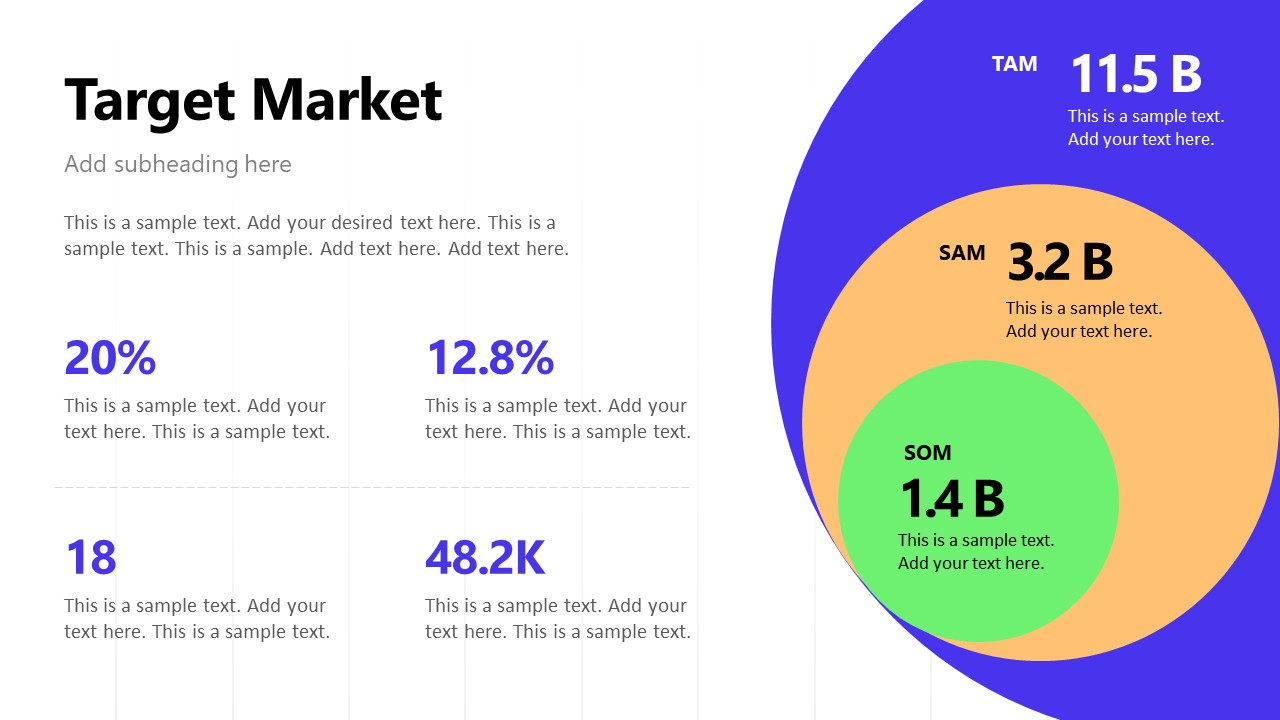 Target Market
Add subheading here
This is a sample text. Add your desired text here. This is a
sample text. This is a sample. Add text here. Add text here.
20%
This is a sample text. Add your
text here. This is a sample text.
12.8%
This is a sample text. Add your
text here. This is a sample text.
18
This is a sample text. Add your
text here. This is a sample text.
48.2K
This is a sample text. Add your
text here. This is a sample text.
TAM
11.5 B
This is a sample text.
Add your text here.
SAM
3.2 B
This is a sample text.
Add your text here.
SOM
1.4 B
This is a sample text.
Add your text here.